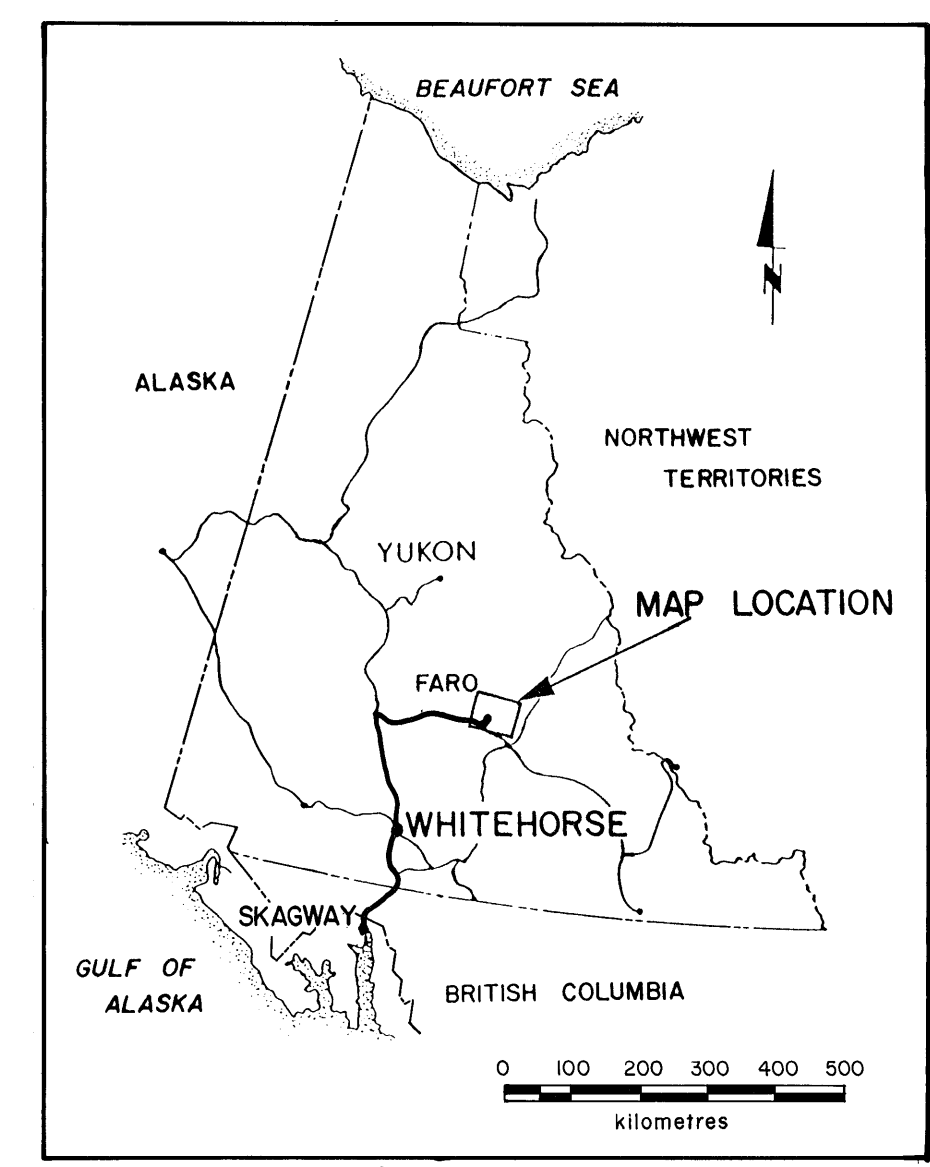 BEAUFORT SEA
N
ALASKA
NORTHWEST
TERRITORIES
YUKON
MAP LOCATION
FARO
WHITEHORSE
SKAGWAY
GULF OF
ALASKA
BRITISH COLUMBIA
0 100 200 300 400 500
kilometres